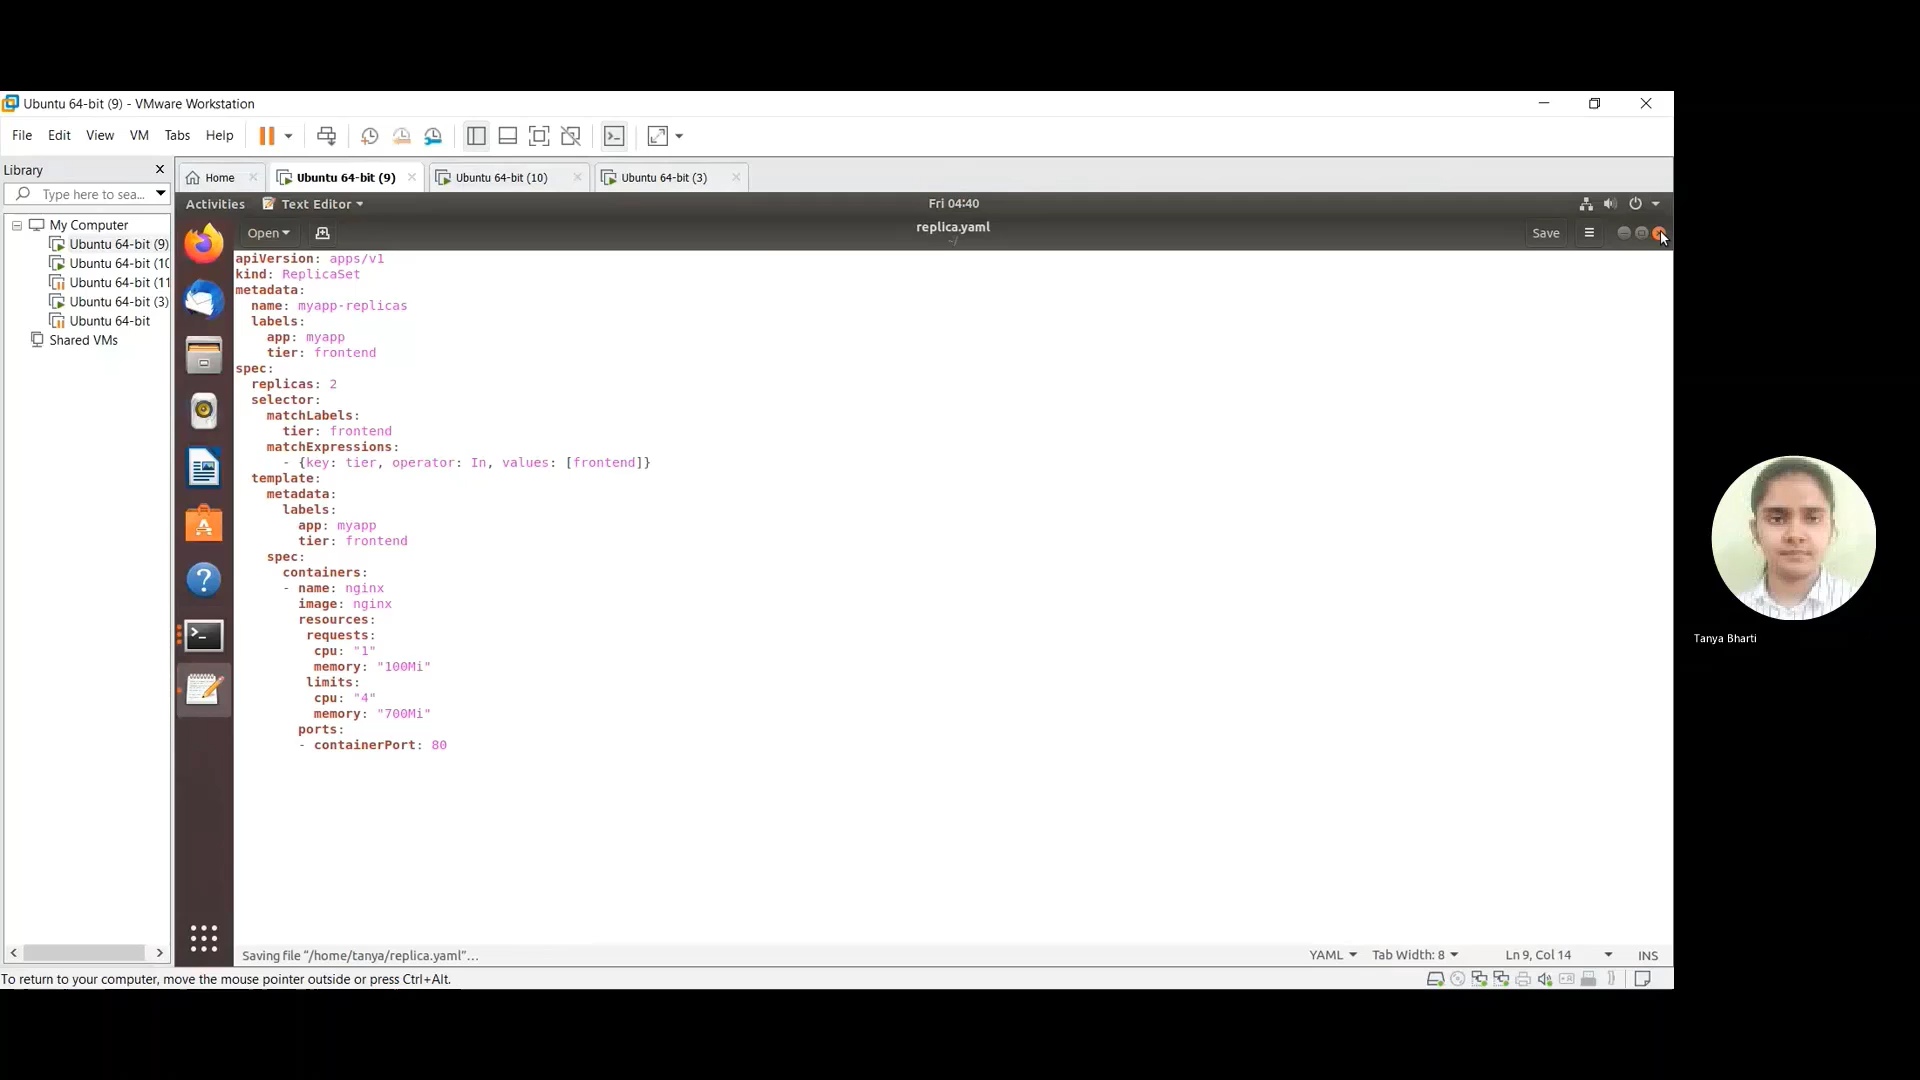 Ubuntu 64-bit (9) - VMware Workstation
File Edit View VM Tabs Help
Library
Type here to sea...
My Computer
Ubuntu 64-bit (9)
Ubuntu 64-bit (10
Ubuntu 64-bit (11
Ubuntu 64-bit (3)
Ubuntu 64-bit
Shared VMs
Home
Ubuntu 64-bit (9)
Ubuntu 64-bit (10)
Ubuntu 64-bit (3)
Activities Text Editor Fri 04:40
Open replica.yaml Save
~/
apiVersion: apps/v1
kind: ReplicaSet
metadata:
  name: myapp-replicas
  labels:
    app: myapp
    tier: frontend
spec:
  replicas: 2
  selector:
    matchLabels:
      tier: frontend
    matchExpressions:
      - {key: tier, operator: In, values: [frontend]}
  template:
    metadata:
      labels:
        app: myapp
        tier: frontend
    spec:
      containers:
      - name: nginx
        image: nginx
        resources:
         requests:
          cpu: "1"
          memory: "100Mi"
         limits:
          cpu: "4"
          memory: "700Mi"
        ports:
        - containerPort: 80
Saving file "/home/tanya/replica.yaml"... YAML Tab Width: 8 Ln 9, Col 14 INS
To return to your computer, move the mouse pointer outside or press Ctrl+Alt.
Tanya Bharti